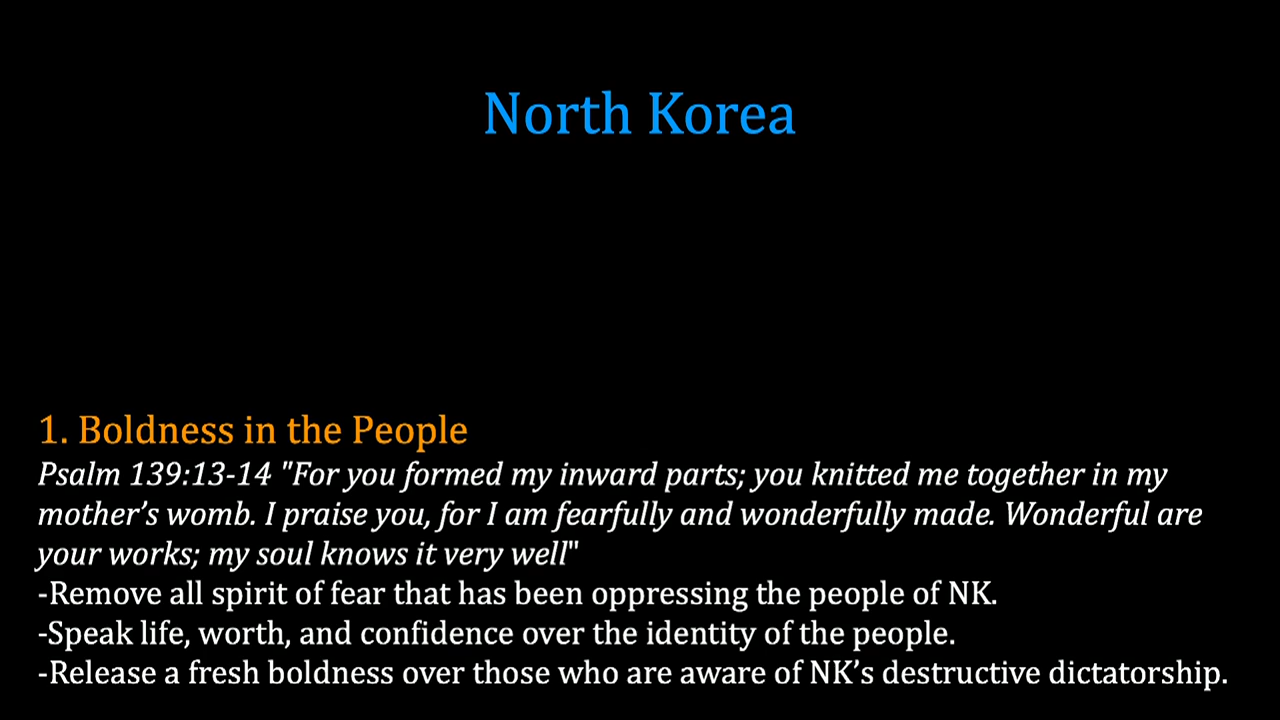 North Korea
1. Boldness in the People
Psalm 139:13-14 "For you formed my inward parts; you knitted me together in my
mother’s womb. I praise you, for I am fearfully and wonderfully made. Wonderful are
your works; my soul knows it very well"
-Remove all spirit of fear that has been oppressing the people of NK.
-Speak life, worth, and confidence over the identity of the people.
-Release a fresh boldness over those who are aware of NK’s destructive dictatorship.